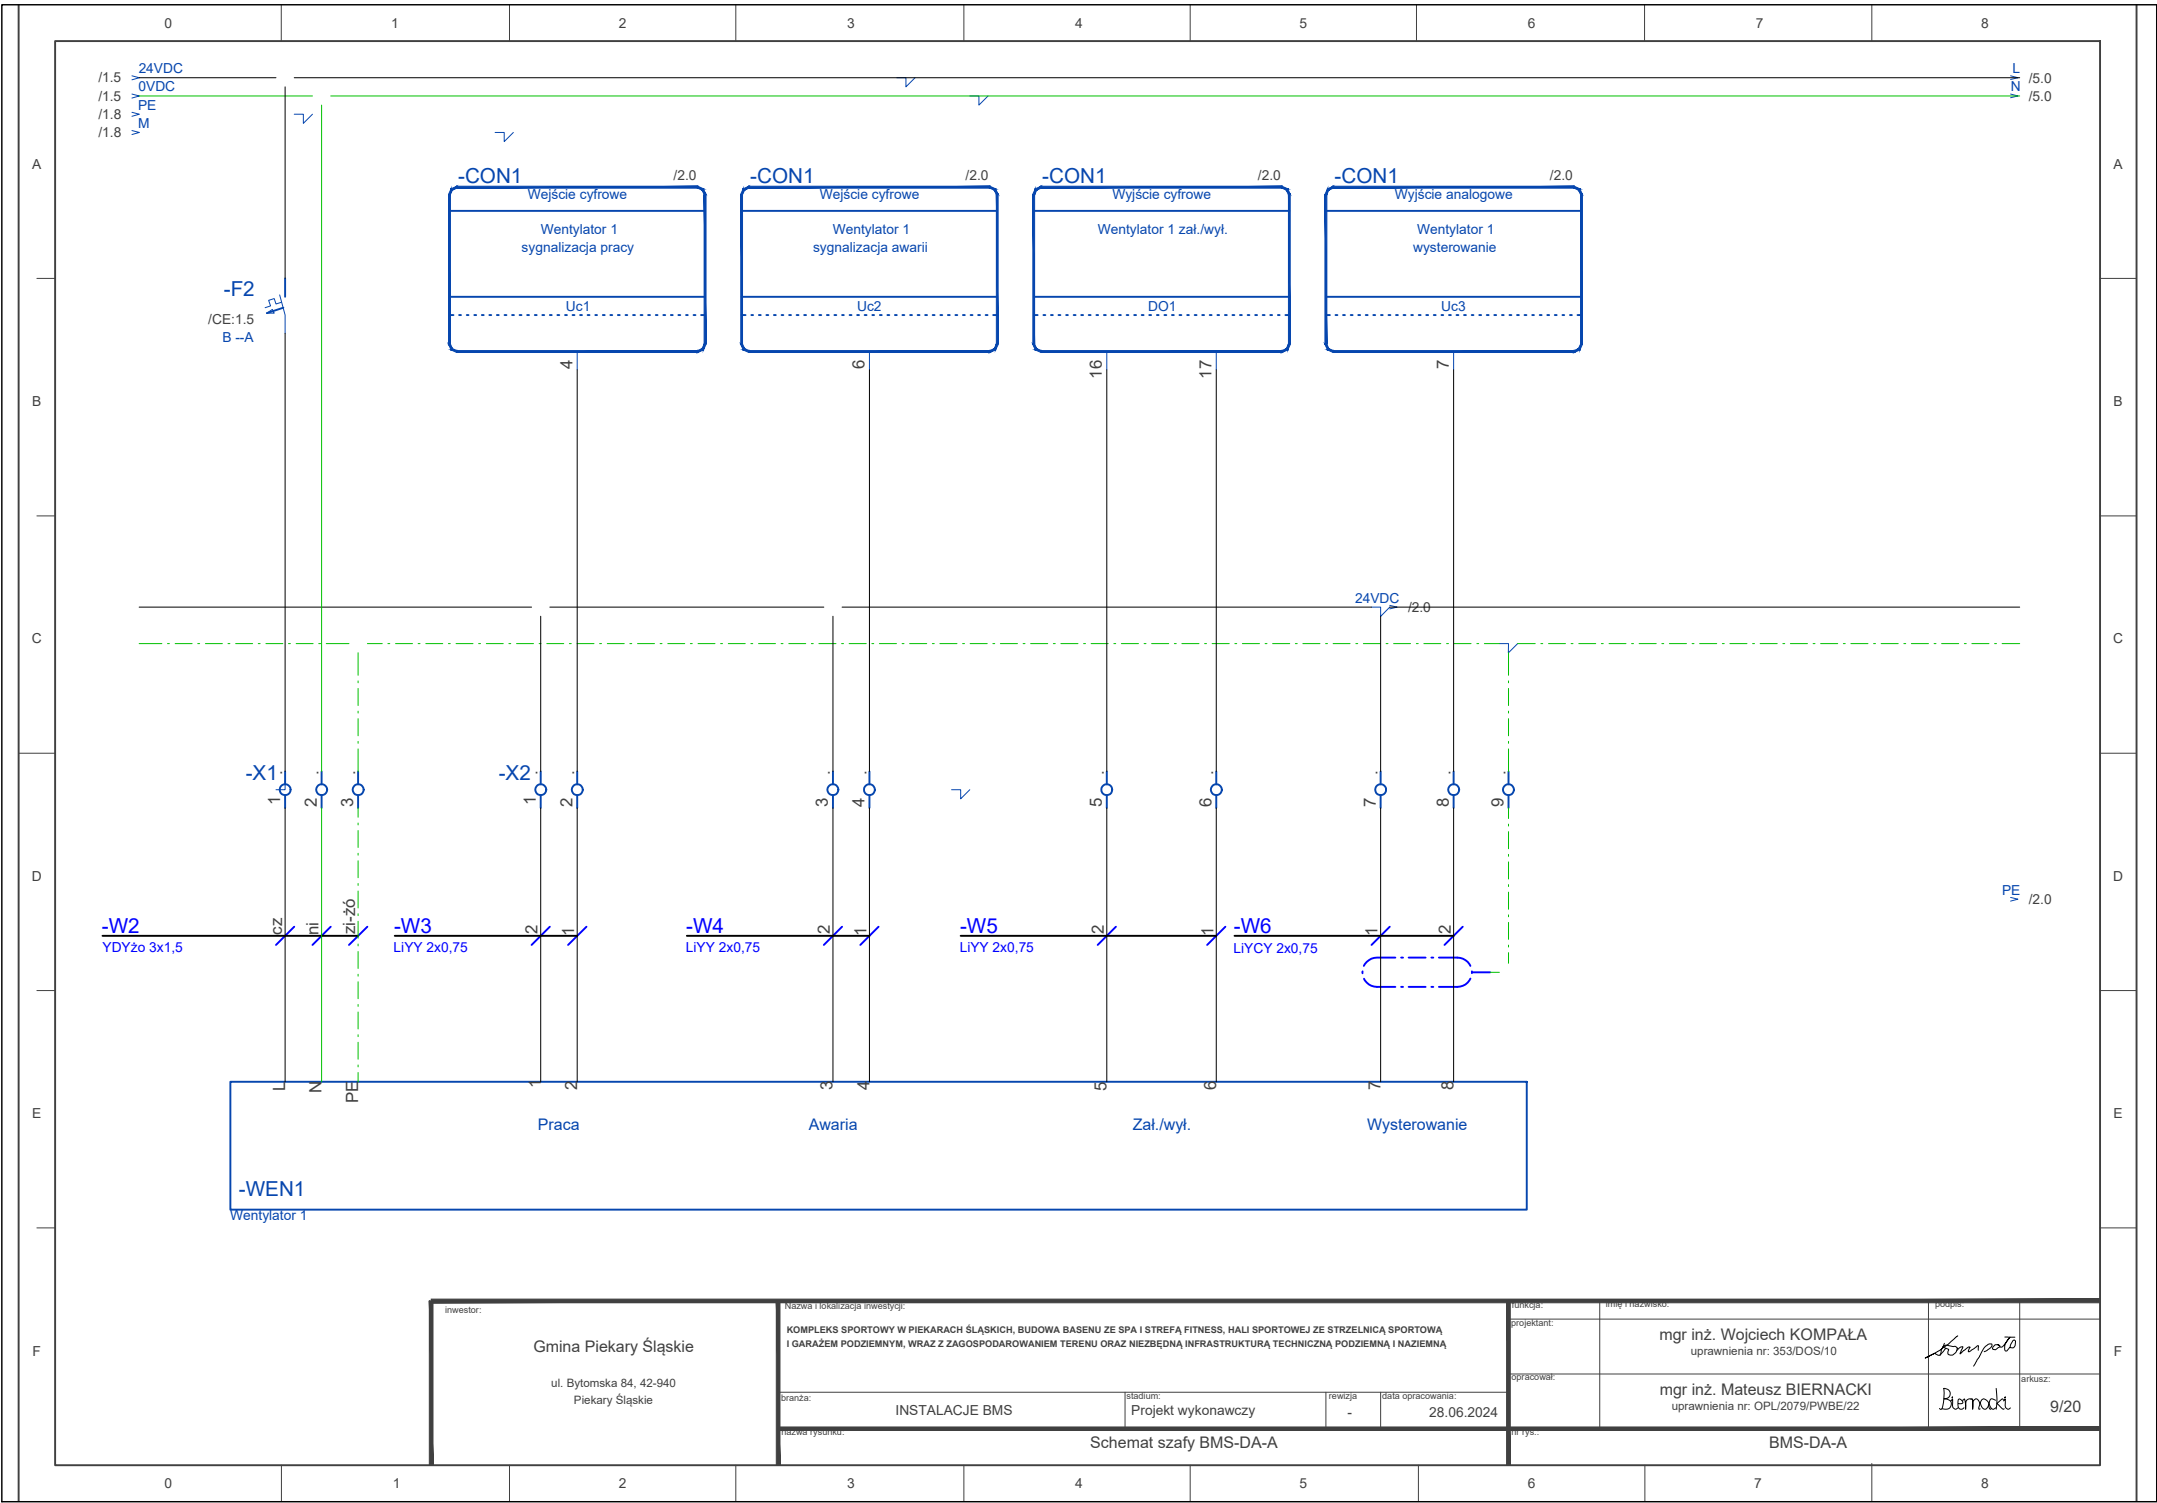 0 1 2 3 4 5 6 7 8
/1.5 24VDC
/1.5 0VDC
/1.8 PE
/1.8 M
L /5.0
N /5.0
A A
-CON1 /2.0
Wejście cyfrowe
Wentylator 1
sygnalizacja pracy
Uc1
4
-CON1 /2.0
Wejście cyfrowe
Wentylator 1
sygnalizacja awarii
Uc2
6
-CON1 /2.0
Wyjście cyfrowe
Wentylator 1 zał./wył.
DO1
16 17
-CON1 /2.0
Wyjście analogowe
Wentylator 1
wysterowanie
Uc3
7
-F2
/CE:1.5
B --A
B B
24VDC /2.0
C C
-X1 1 2 3
-X2 1 2 3 4 5 6 7 8 9
D D
PE /2.0
-W2 cz ni zi-żó
YDYżo 3x1,5
-W3 2 1
LiYY 2x0,75
-W4 2 1
LiYY 2x0,75
-W5 2 1
LiYY 2x0,75
-W6 1 2
LiYCY 2x0,75
L N PE 1 2 3 4 5 6 7 8
E E
Praca Awaria Zał./wył. Wysterowanie
-WEN1
Wentylator 1
F F
inwestor:
Gmina Piekary Śląskie
ul. Bytomska 84, 42-940
Piekary Śląskie
Nazwa i lokalizacja inwestycji:
KOMPLEKS SPORTOWY W PIEKARACH ŚLĄSKICH, BUDOWA BASENU ZE SPA I STREFĄ FITNESS, HALI SPORTOWEJ ZE STRZELNICĄ SPORTOWĄ
I GARAŻEM PODZIEMNYM, WRAZ Z ZAGOSPODAROWANIEM TERENU ORAZ NIEZBĘDNĄ INFRASTRUKTURĄ TECHNICZNĄ PODZIEMNĄ I NAZIEMNĄ
branża:
INSTALACJE BMS
stadium:
Projekt wykonawczy
rewizja
-
data opracowania:
28.06.2024
nazwa rysunku:
Schemat szafy BMS-DA-A
funkcja: imię i nazwisko: podpis:
projektant:
mgr inż. Wojciech KOMPAŁA
uprawnienia nr: 353/DOS/10
Kompała
opracował:
mgr inż. Mateusz BIERNACKI
uprawnienia nr: OPL/2079/PWBE/22
Biernacki
arkusz:
9/20
nr rys.:
BMS-DA-A
0 1 2 3 4 5 6 7 8